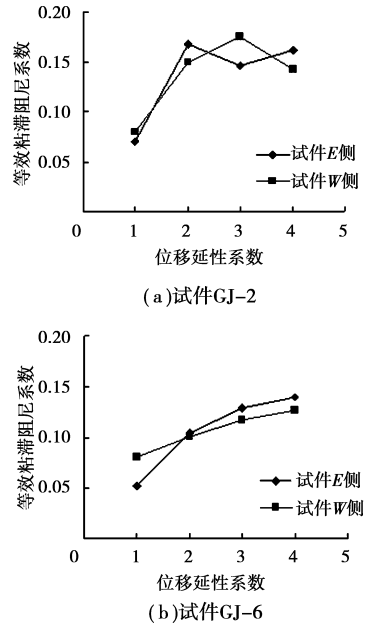 0.20
0.15
0.10
0.05
等效粘滞阻尼系数
试件E侧
试件W侧
0 1 2 3 4 5
位移延性系数
(a)试件GJ-2
0.20
0.15
0.10
0.05
等效粘滞阻尼系数
试件E侧
试件W侧
0 1 2 3 4 5
位移延性系数
(b)试件GJ-6